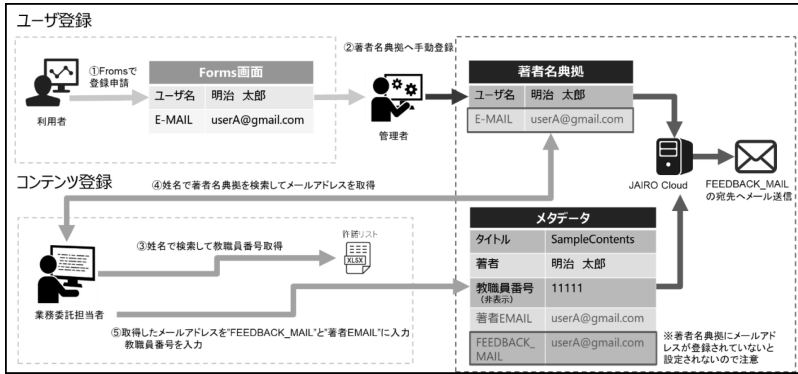 ユーザ登録
①Fromsで
登録申請
利用者
Forms画面
ユーザ名 明治 太郎
E-MAIL userA@gmail.com
②著者名典拠へ手動登録
管理者
著者名典拠
ユーザ名 明治 太郎
E-MAIL userA@gmail.com
JAIRO Cloud
FEEDBACK_MAIL
の宛先へメール送信
コンテンツ登録
④姓名で著者名典拠を検索してメールアドレスを取得
③姓名で検索して教職員番号取得
許諾リスト
XLSX
業務委託担当者
⑤取得したメールアドレスを"FEEDBACK_MAIL"と"著者EMAIL"に入力
教職員番号を入力
メタデータ
タイトル SampleContents
著者 明治 太郎
教職員番号 11111
(非表示)
著者EMAIL userA@gmail.com
FEEDBACK_ userA@gmail.com
MAIL
※著者名典拠にメールアド
レスが登録されていないと
設定されないので注意